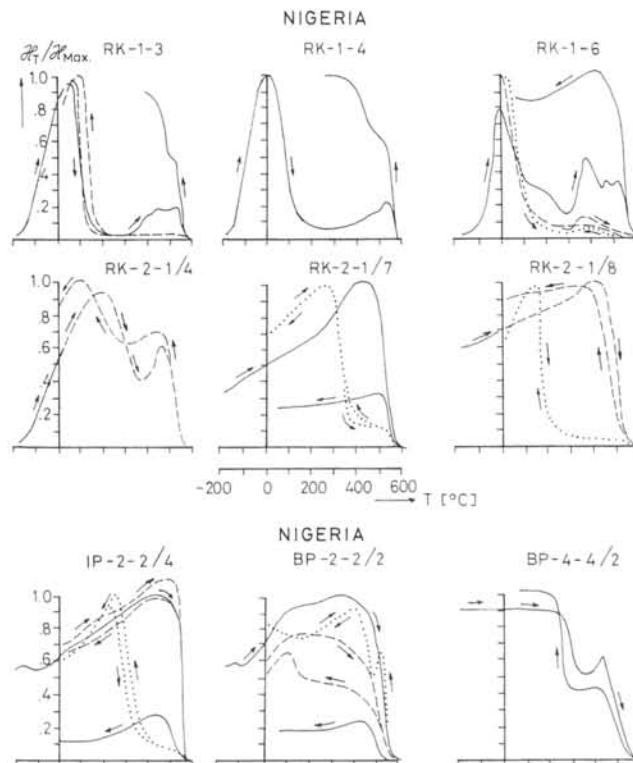 NIGERIA
ϰT/ϰMax. RK-1-3 RK-1-4 RK-1-6
1.0
.8
.6
.4
.2
RK-2-1/4 RK-2-1/7 RK-2-1/8
1.0
.8
.6
.4
.2
-200 0 200 400 600
T [°C]
NIGERIA
IP-2-2/4 BP-2-2/2 BP-4-4/2
1.0
.8
.6
.4
.2